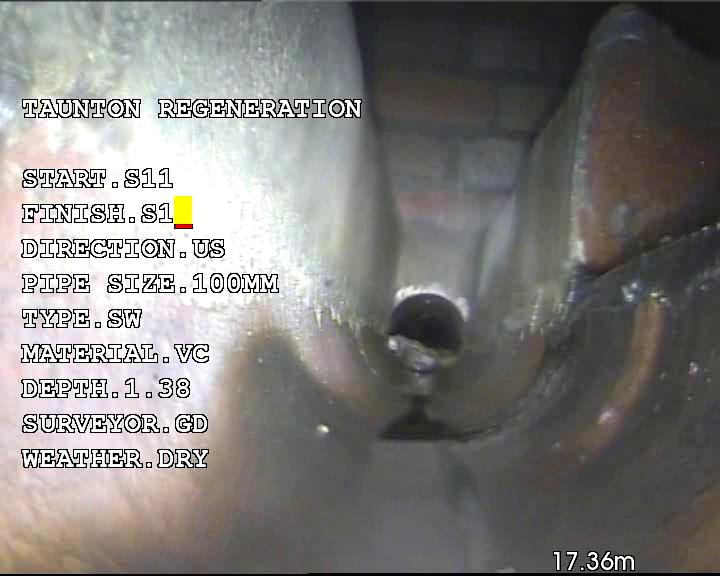 TAUNTON REGENERATION
START.S11
FINISH.S1
DIRECTION.US
PIPE SIZE.100MM
TYPE.SW
MATERIAL.VC
DEPTH.1.38
SURVEYOR.GD
WEATHER.DRY
17.36m